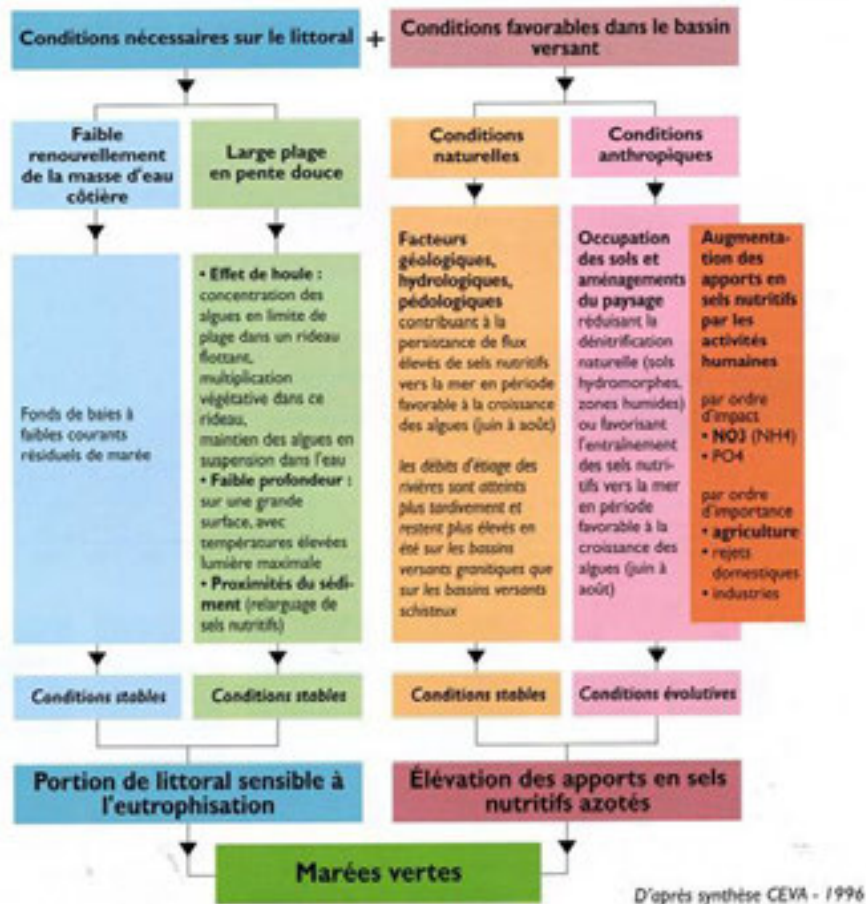 Conditions nécessaires sur le littoral
+
Conditions favorables dans le bassin
versant
Faible
renouvellement
de la masse d'eau
côtière
Large plage
en pente douce
Conditions
naturelles
Conditions
anthropiques
Fonds de baies à
faibles courants
résiduels de marée
• Effet de houle :
concentration des
algues en limite de
plage dans un rideau
flottant,
multiplication
végétative dans ce
rideau,
maintien des algues en
suspension dans l'eau
• Faible profondeur :
sur une grande
surface, avec
températures élevées
lumière maximale
• Proximités du sédi-
ment (relargage de
sels nutritifs)
Facteurs
géologiques,
hydrologiques,
pédologiques
contribuant à la
persistance de flux
élevés de sels nutritifs
vers la mer en période
favorable à la croissance
des algues (juin à août)
les débits d'étiage des
rivières sont atteints
plus tardivement et
restent plus élevés en
été sur les bassins
versants granitiques que
sur les bassins versants
schisteux
Occupation
des sols et
aménagements
du paysage
réduisant la
dénitrification
naturelle (sols
hydromorphes,
zones humides)
ou favorisant
l'entraînement
des sels nutri-
tifs vers la mer
en période
favorable à la
croissance des
algues (juin à
août)
Augmenta-
tion des
apports en
sels nutritifs
par les
activités
humaines
par ordre
d'impact
• NO3 (NH4)
• PO4
par ordre
d'importance
• agriculture
• rejets
domestiques
• industries
Conditions stables
Conditions stables
Conditions stables
Conditions évolutives
Portion de littoral sensible à
l'eutrophisation
Élévation des apports en sels
nutritifs azotés
Marées vertes
D'après synthèse CEVA - 1996